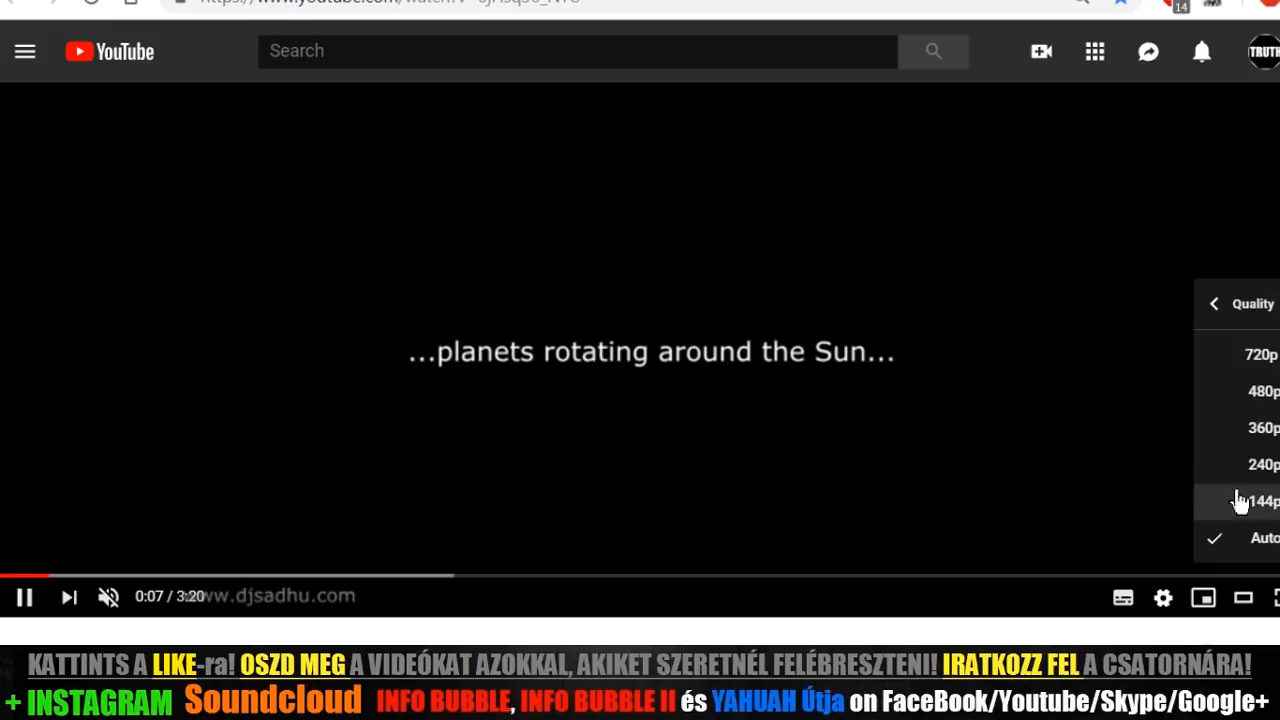 14
YouTube
Search
TRUTH
...planets rotating around the Sun...
Quality
720p
480p
360p
240p
144p
Auto
0:07 / 3:20
www.djsadhu.com
KATTINTS A LIKE-ra! OSZD MEG A VIDEÓKAT AZOKKAL, AKIKET SZERETNÉL FELÉBRESZTENI! IRATKOZZ FEL A CSATORNÁRA!
+ INSTAGRAM Soundcloud INFO BUBBLE, INFO BUBBLE II és YAHUAH Útja on FaceBook/Youtube/Skype/Google+